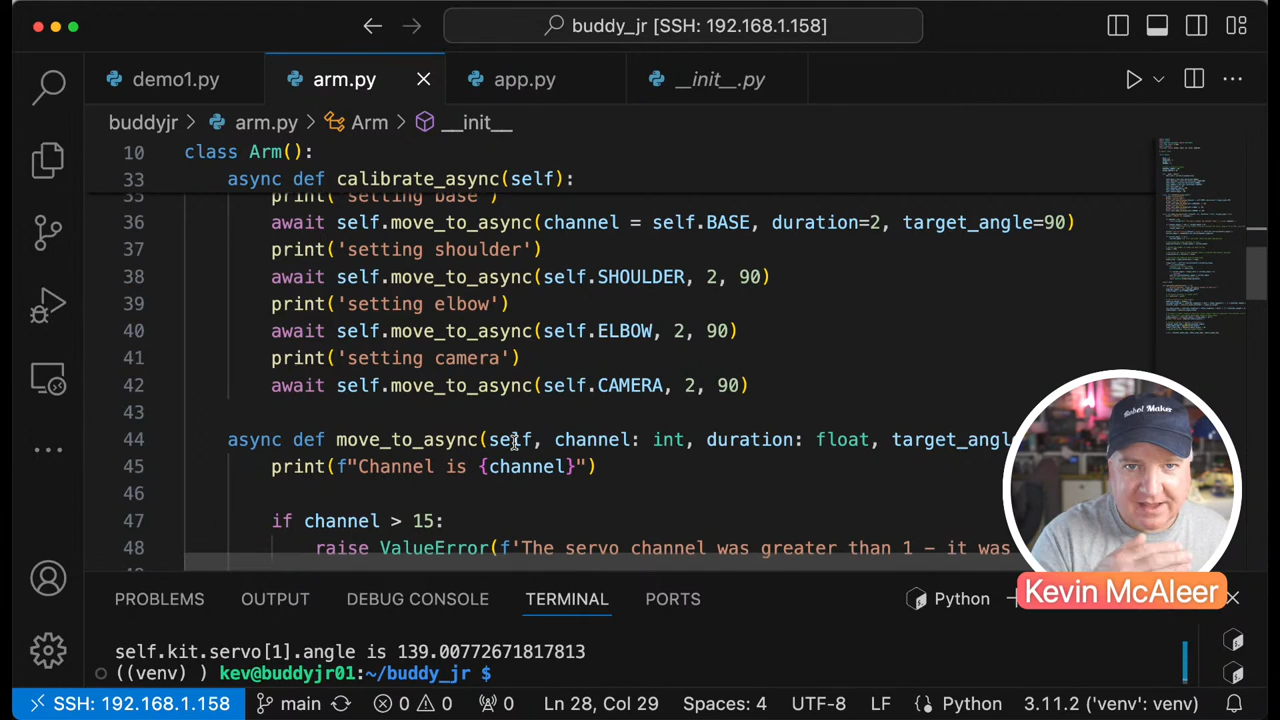 buddy_jr [SSH: 192.168.1.158]
demo1.py
arm.py
app.py
__init__.py
buddyjr > arm.py > Arm > __init__
10 class Arm():
33 async def calibrate_async(self):
35 print('setting base')
36 await self.move_to_async(channel = self.BASE, duration=2, target_angle=90)
37 print('setting shoulder')
38 await self.move_to_async(self.SHOULDER, 2, 90)
39 print('setting elbow')
40 await self.move_to_async(self.ELBOW, 2, 90)
41 print('setting camera')
42 await self.move_to_async(self.CAMERA, 2, 90)
43
44 async def move_to_async(self, channel: int, duration: float, target_angle
45 print(f"Channel is {channel}")
46
47 if channel > 15:
48 raise ValueError(f'The servo channel was greater than 1 - it was
Robot Maker
Kevin McAleer
PROBLEMS OUTPUT DEBUG CONSOLE TERMINAL PORTS Python
self.kit.servo[1].angle is 139.00772671817813
((venv) ) kev@buddyjr01:~/buddy_jr $
SSH: 192.168.1.158 main 0 0 0 Ln 28, Col 29 Spaces: 4 UTF-8 LF Python 3.11.2 ('venv': venv)